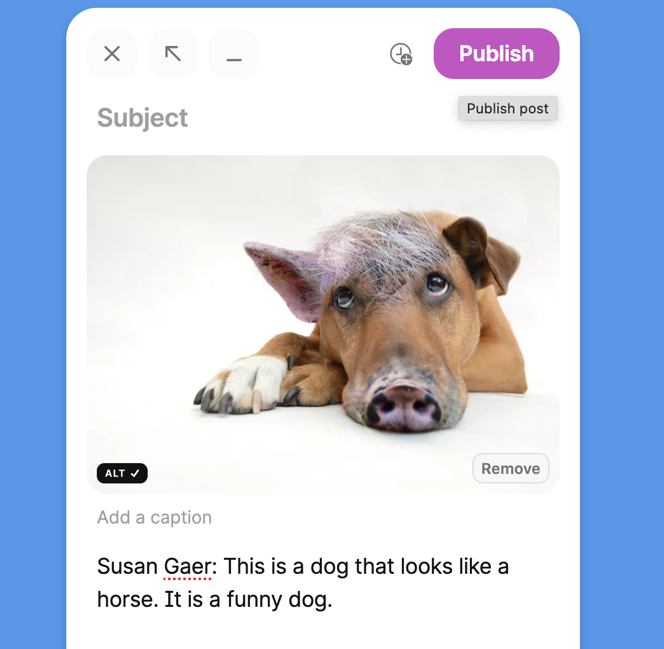 Publish
Publish post
Subject
ALT ✓
Remove
Add a caption
Susan Gaer: This is a dog that looks like a
horse. It is a funny dog.